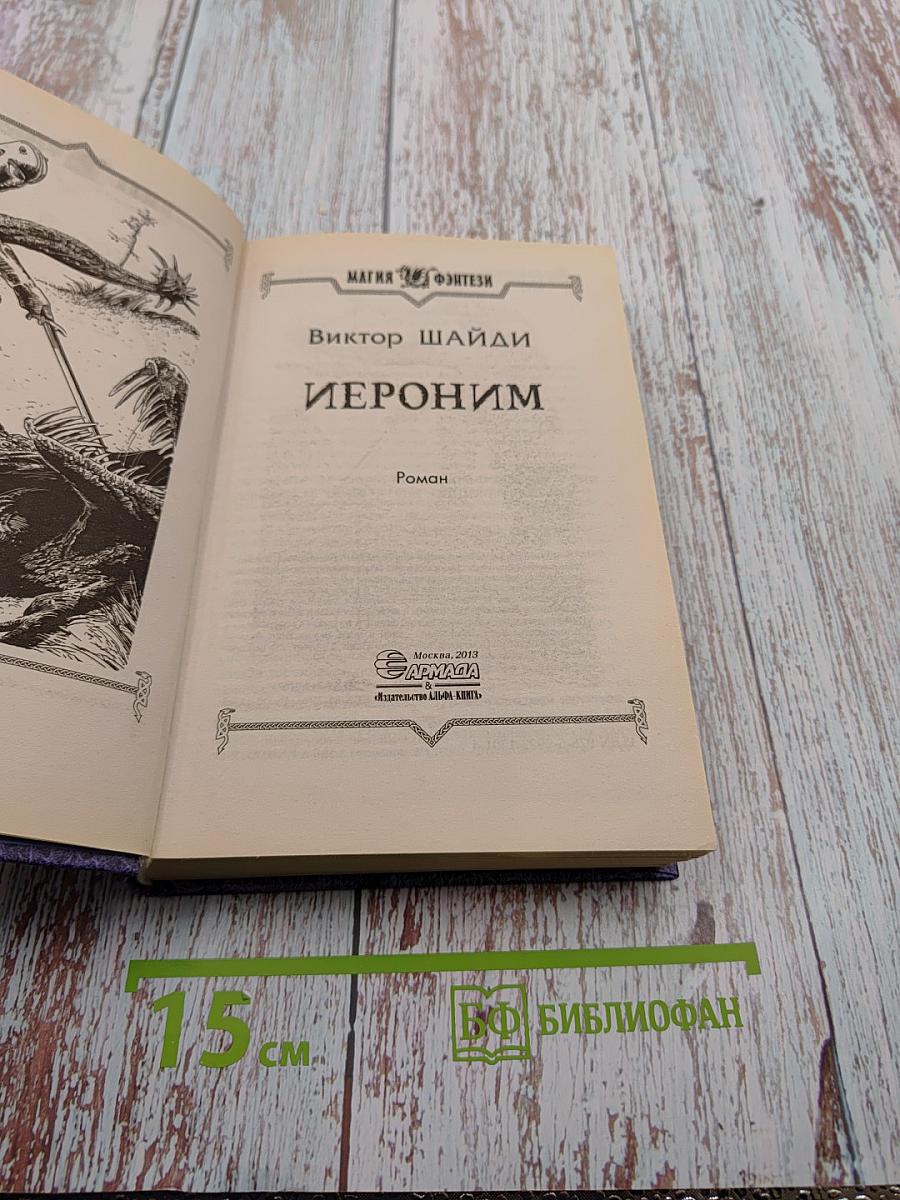 МАГИЯ ФЭНТЕЗИ
Виктор ШАЙДИ
ИЕРОНИМ
Роман
Москва, 2013
АРМАДА
&
«Издательство АЛЬФА-КНИГА»
15 см
БФ БИБЛИОФАН